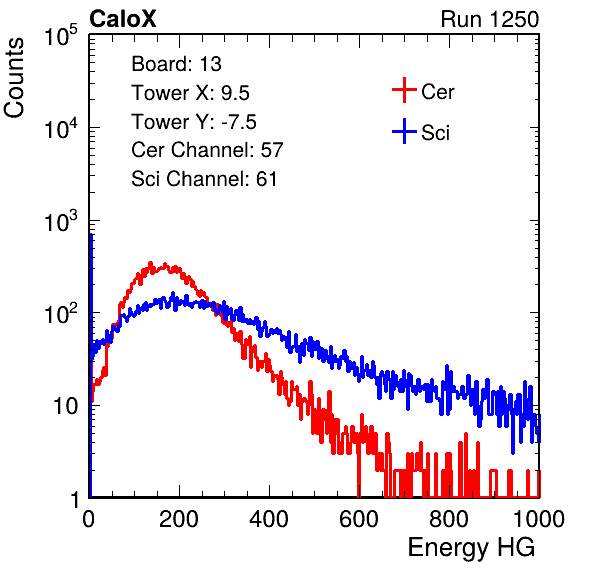 CaloX Run 1250
Counts
10^5
10^4
10^3
10^2
10
1
Board: 13
Tower X: 9.5
Tower Y: -7.5
Cer Channel: 57
Sci Channel: 61
Cer
Sci
0 200 400 600 800 1000
Energy HG